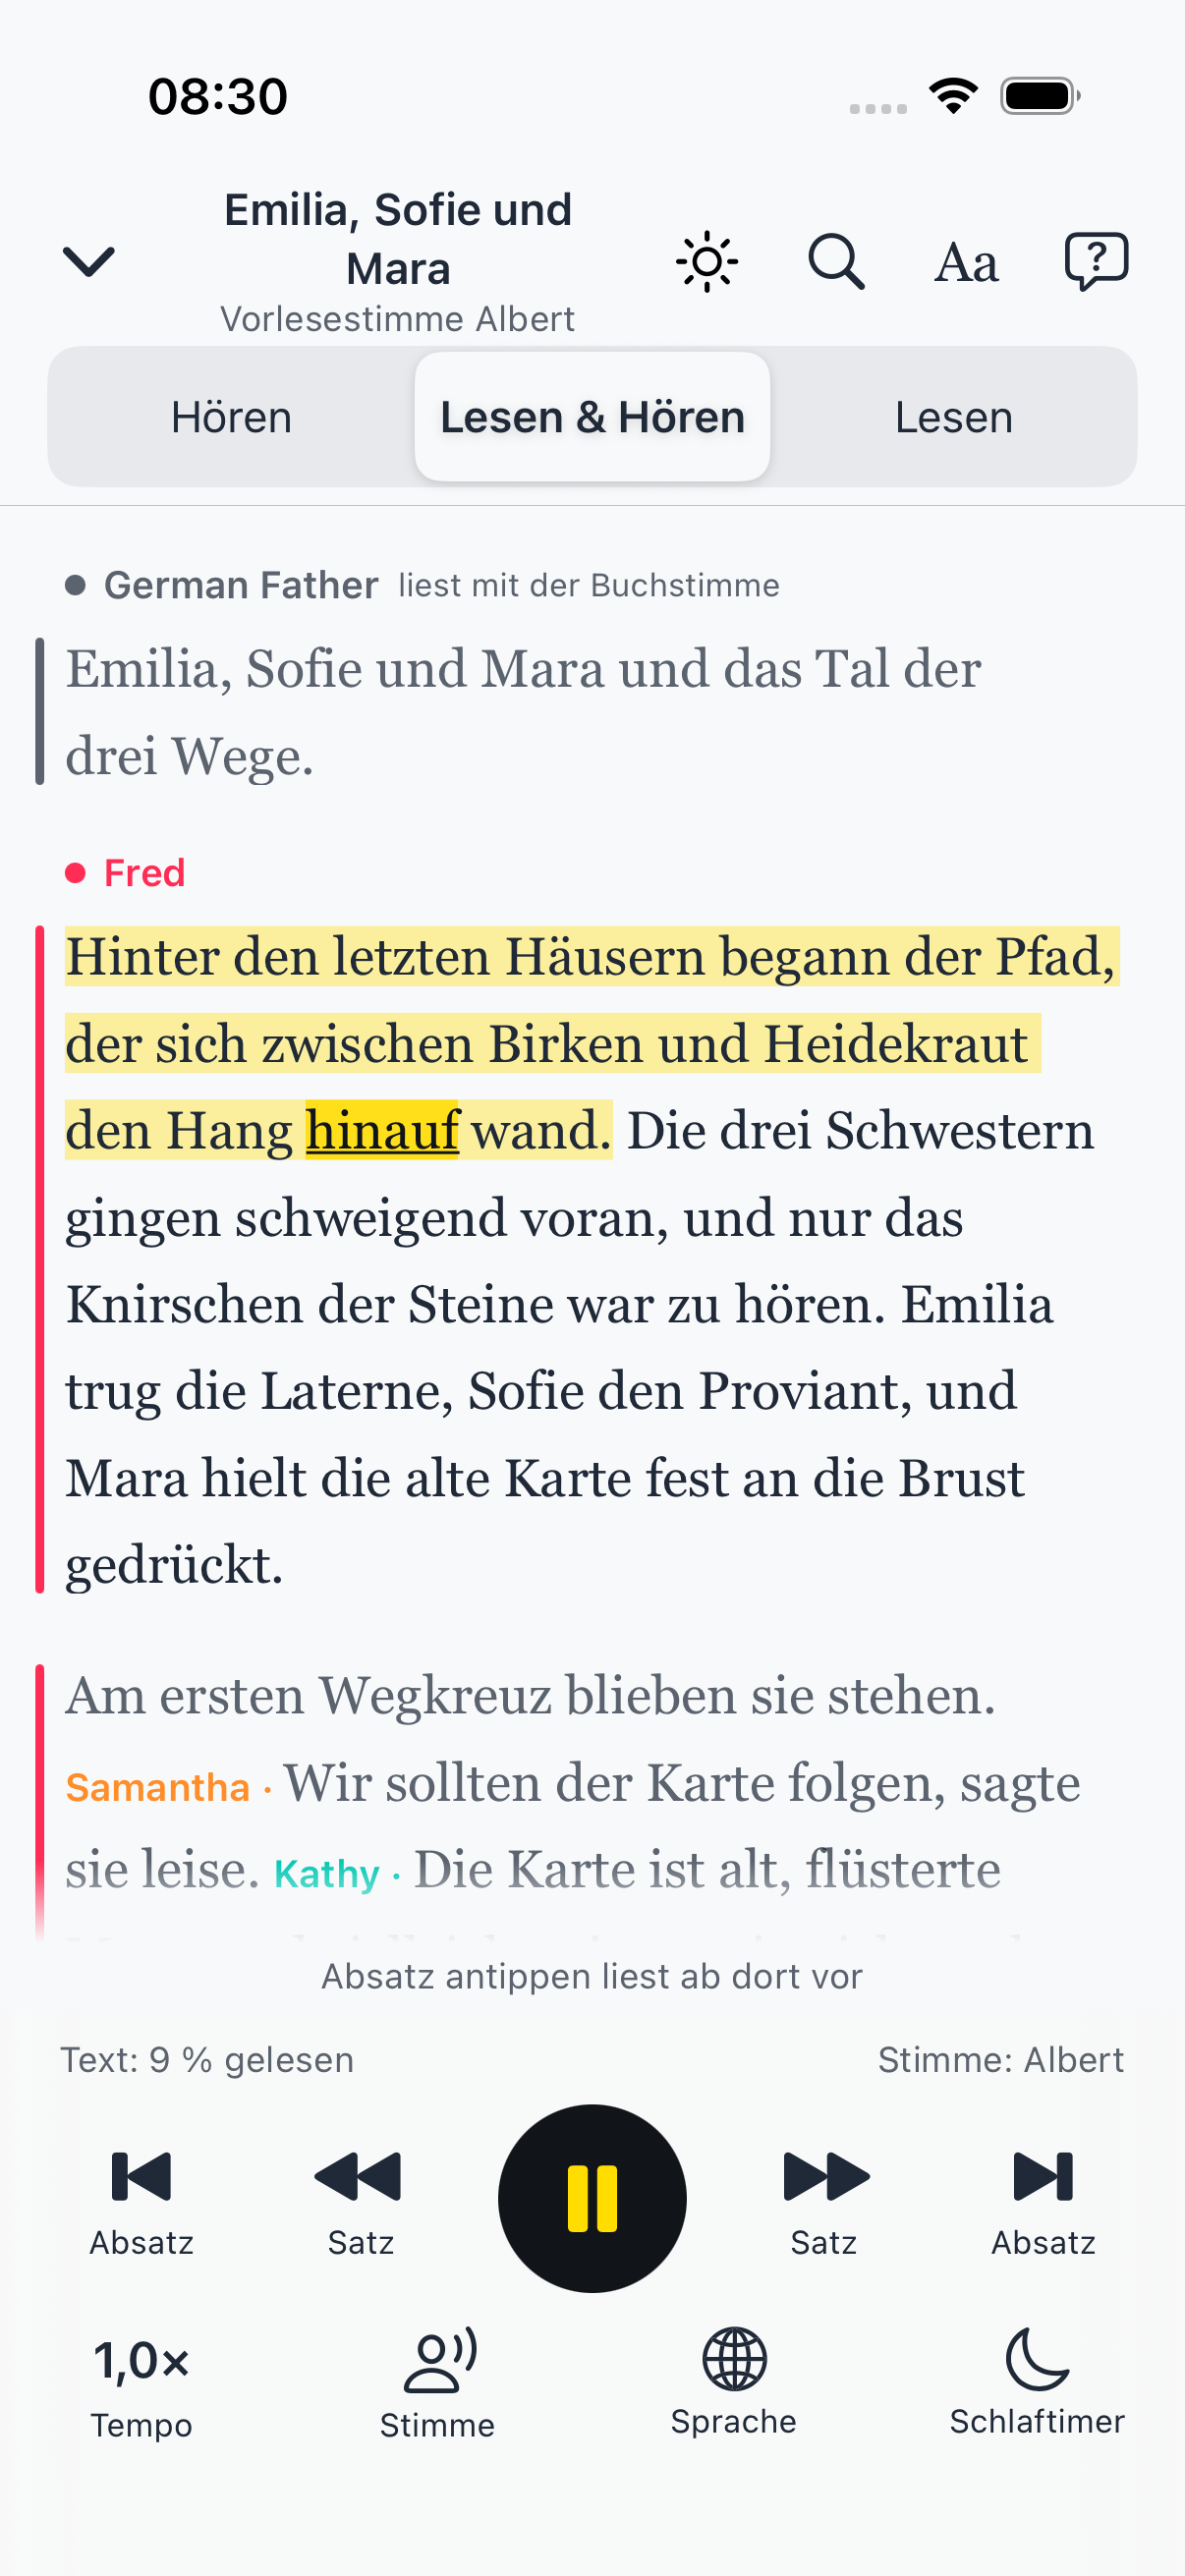 08:30
Emilia, Sofie und
Mara
Vorlesestimme Albert
Aa
?
Hören
Lesen & Hören
Lesen
German Father liest mit der Buchstimme
Emilia, Sofie und Mara und das Tal der
drei Wege.
Fred
Hinter den letzten Häusern begann der Pfad,
der sich zwischen Birken und Heidekraut
den Hang hinauf wand. Die drei Schwestern
gingen schweigend voran, und nur das
Knirschen der Steine war zu hören. Emilia
trug die Laterne, Sofie den Proviant, und
Mara hielt die alte Karte fest an die Brust
gedrückt.
Am ersten Wegkreuz blieben sie stehen.
Samantha · Wir sollten der Karte folgen, sagte
sie leise. Kathy · Die Karte ist alt, flüsterte
Absatz antippen liest ab dort vor
Text: 9 % gelesen
Stimme: Albert
Absatz
Satz
Satz
Absatz
1,0×
Tempo
Stimme
Sprache
Schlaftimer